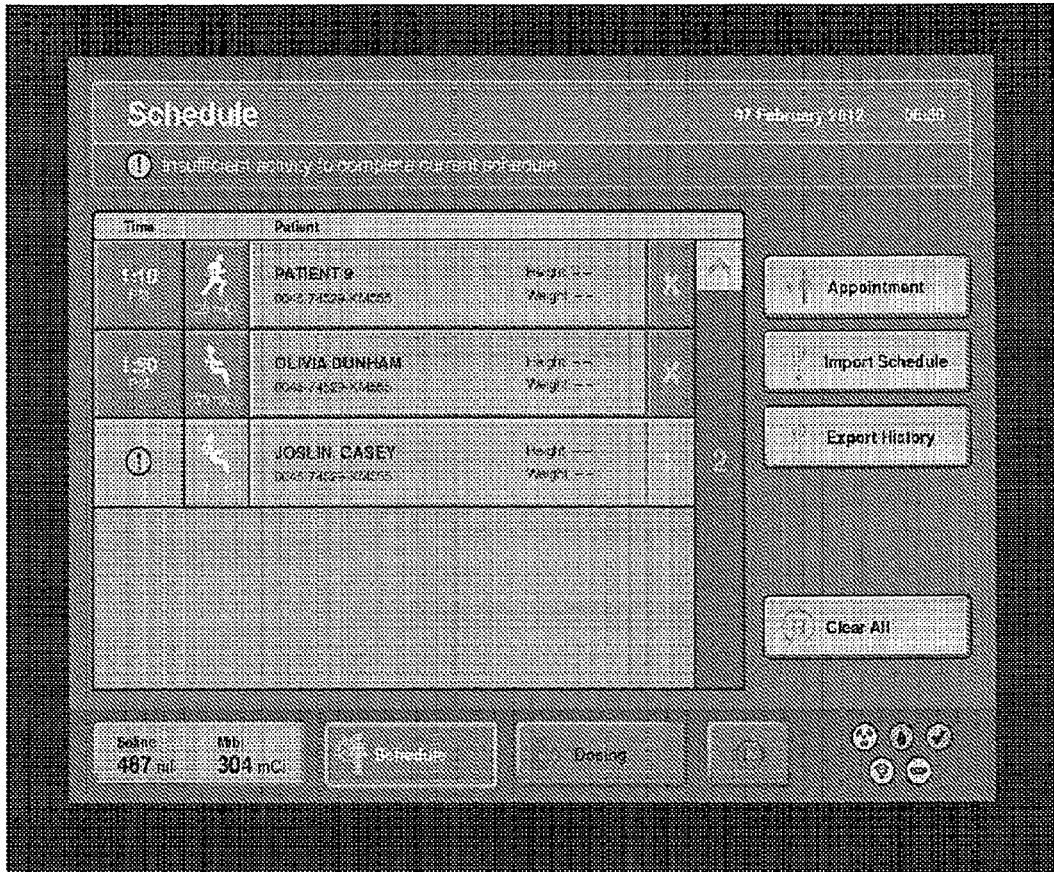 Schedule
07 February 2012 06:30
Insufficient activity to complete current schedule
Time Patient
PATIENT 9 Height --
Weight --
OLIVIA DUNHAM Height --
Weight --
JOSLIN, CASEY Height --
Weight --
Appointment
Import Schedule
Export History
Clear All
Saline
487 ml
304 mCi
Schedule
Dosing